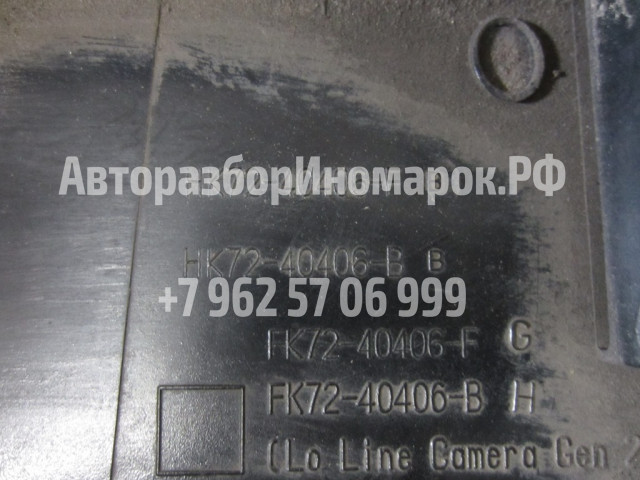 АвторазборИномарок.РФ
HK72-40406-B B
+7 962 57 06 999
FK72-40406-F G
FK72-40406-B H
(Lo Line Camera Gen